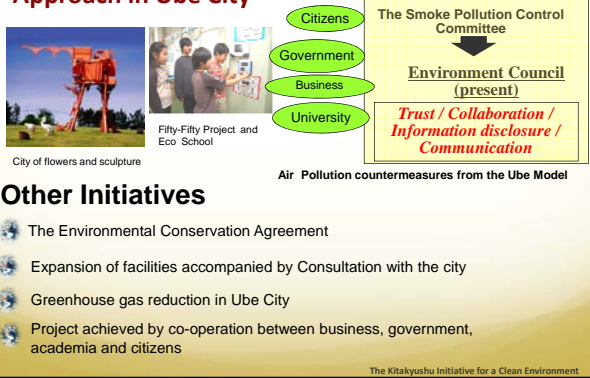 Approach in Ube City
Citizens
Government
Business
University
The Smoke Pollution Control
Committee
Environment Council
(present)
Trust / Collaboration /
Information disclosure /
Communication
Fifty-Fifty Project and
Eco School
City of flowers and sculpture
Air Pollution countermeasures from the Ube Model
Other Initiatives
The Environmental Conservation Agreement
Expansion of facilities accompanied by Consultation with the city
Greenhouse gas reduction in Ube City
Project achieved by co-operation between business, government,
academia and citizens
The Kitakyushu Initiative for a Clean Environment